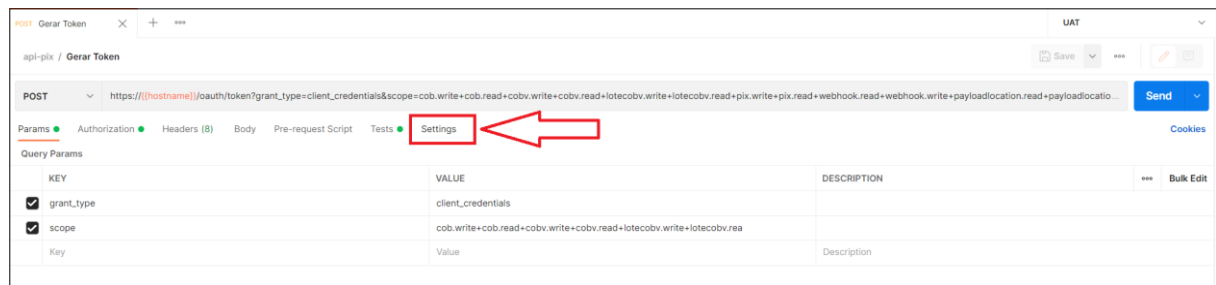 POST Gerar Token
UAT
api-pix / Gerar Token
Save
POST https://{{hostname}}/oauth/token?grant_type=client_credentials&scope=cob.write+cob.read+cobv.write+cobv.read+lotecobv.write+lotecobv.read+pix.write+pix.read+webhook.read+webhook.write+payloadlocation.read+payloadlocatio... Send
Params Authorization Headers (8) Body Pre-request Script Tests Settings Cookies
Query Params
KEY VALUE DESCRIPTION Bulk Edit
grant_type client_credentials
scope cob.write+cob.read+cobv.write+cobv.read+lotecobv.write+lotecobv.rea
Key Value Description